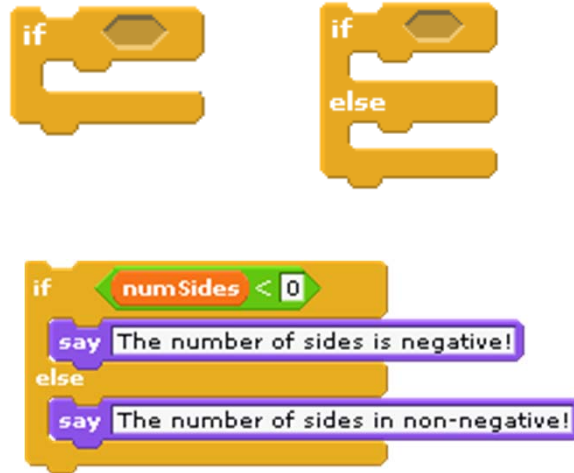 if
if
else
if numSides < 0
say The number of sides is negative!
else
say The number of sides in non-negative!